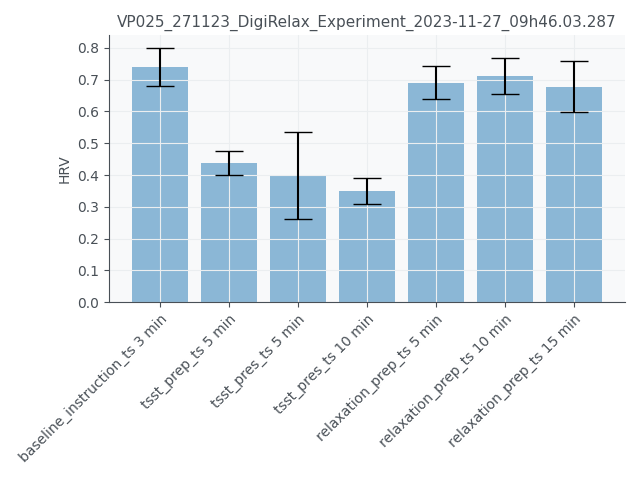 VP025_271123_DigiRelax_Experiment_2023-11-27_09h46.03.287
HRV
0.8
0.7
0.6
0.5
0.4
0.3
0.2
0.1
0.0
baseline_instruction_ts 3 min
tsst_prep_ts 5 min
tsst_pres_ts 5 min
tsst_pres_ts 10 min
relaxation_prep_ts 5 min
relaxation_prep_ts 10 min
relaxation_prep_ts 15 min